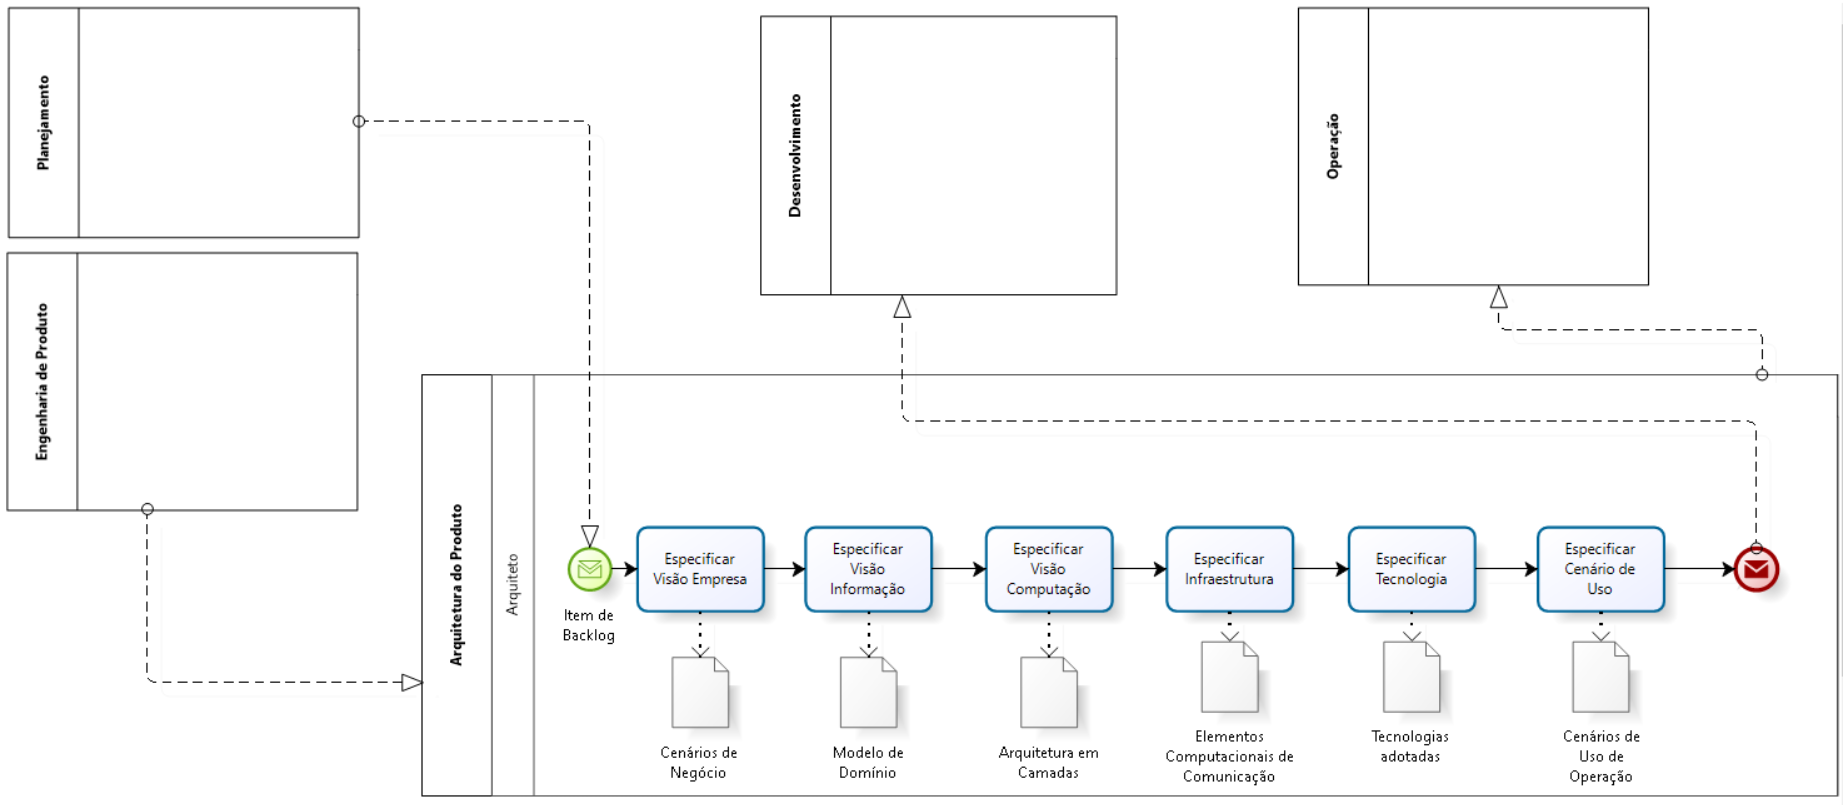 Planejamento
Engenharia de Produto
Desenvolvimento
Operação
Arquitetura do Produto
Arquiteto
Item de
Backlog
Especificar
Visão Empresa
Especificar
Visão
Informação
Especificar
Visão
Computação
Especificar
Infraestrutura
Especificar
Tecnologia
Especificar
Cenário de
Uso
Cenários de
Negócio
Modelo de
Domínio
Arquitetura em
Camadas
Elementos
Computacionais de
Comunicação
Tecnologias
adotadas
Cenários de
Uso de
Operação